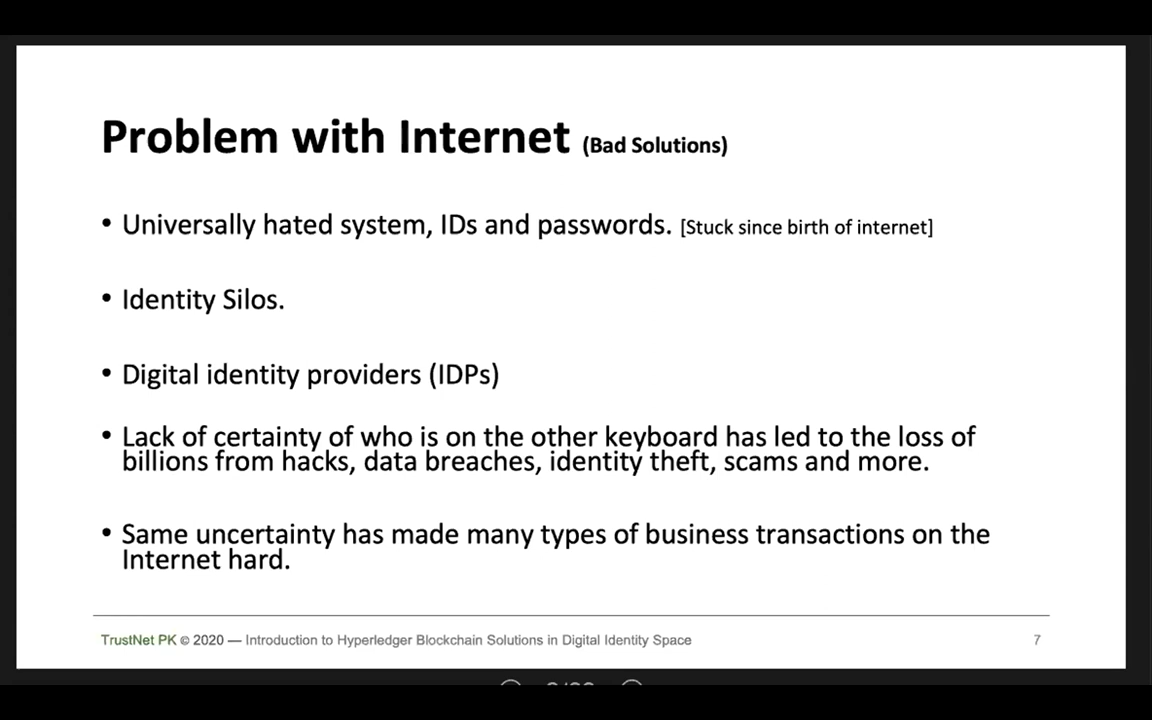 Problem with Internet (Bad Solutions)
• Universally hated system, IDs and passwords. [Stuck since birth of internet]
• Identity Silos.
• Digital identity providers (IDPs)
• Lack of certainty of who is on the other keyboard has led to the loss of
billions from hacks, data breaches, identity theft, scams and more.
• Same uncertainty has made many types of business transactions on the
Internet hard.
TrustNet PK © 2020 — Introduction to Hyperledger Blockchain Solutions in Digital Identity Space 7